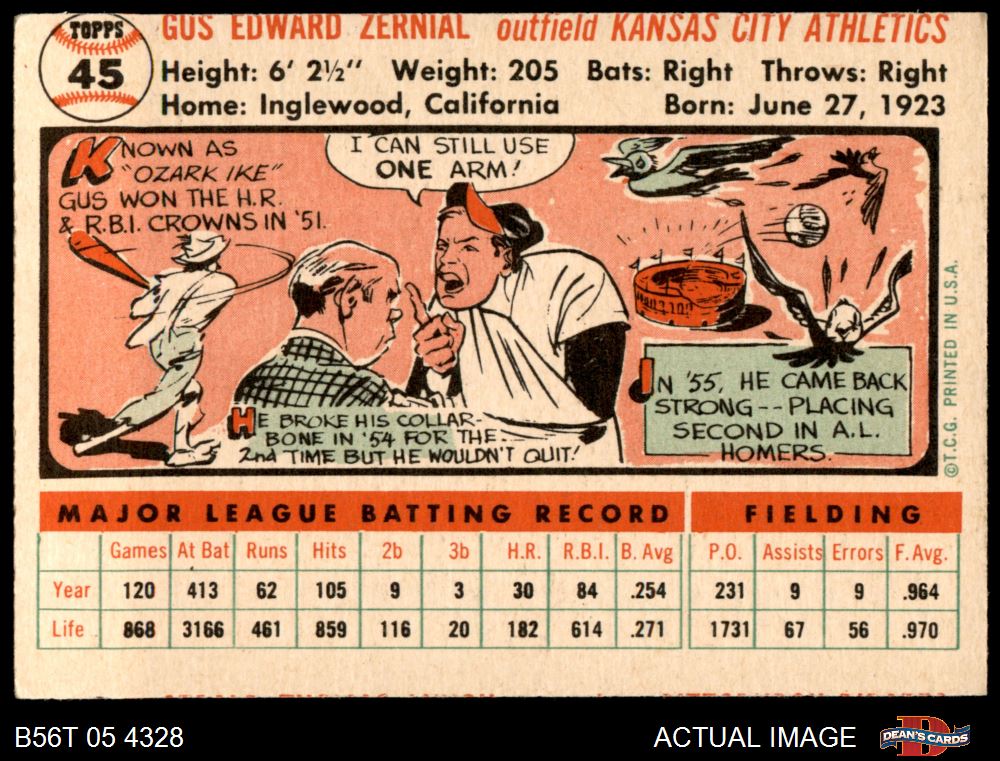 TOPPS
45
GUS EDWARD ZERNIAL outfield KANSAS CITY ATHLETICS
Height: 6' 2½" Weight: 205 Bats: Right Throws: Right
Home: Inglewood, California Born: June 27, 1923
KNOWN AS
"OZARK IKE"
GUS WON THE H.R.
& R.B.I. CROWNS IN '51.
I CAN STILL USE
ONE ARM!
HE BROKE HIS COLLAR-
BONE IN '54 FOR THE
2nd TIME BUT HE WOULDN'T QUIT!
IN '55, HE CAME BACK
STRONG--PLACING
SECOND IN A.L.
HOMERS.
©T.C.G. PRINTED IN U.S.A.
MAJOR LEAGUE BATTING RECORD FIELDING
Games At Bat Runs Hits 2b 3b H.R. R.B.I. B. Avg P.O. Assists Errors F. Avg.
Year 120 413 62 105 9 3 30 84 .254 231 9 9 .964
Life 868 3166 461 859 116 20 182 614 .271 1731 67 56 .970
B56T 05 4328 ACTUAL IMAGE DEAN'S CARDS